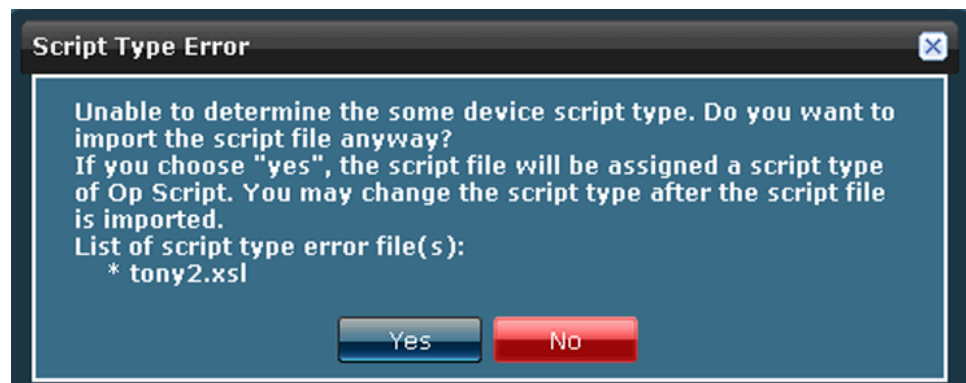 Script Type Error
Unable to determine the some device script type. Do you want to
import the script file anyway?
If you choose "yes", the script file will be assigned a script type
of Op Script. You may change the script type after the script file
is imported.
List of script type error file(s):
* tony2.xsl
Yes No